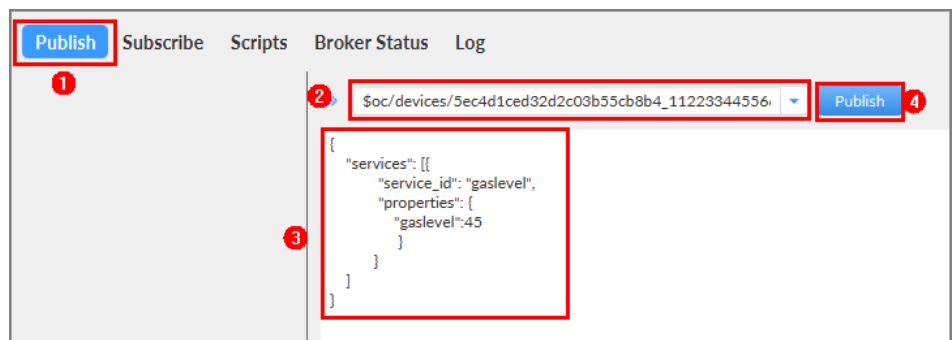 Publish Subscribe Scripts Broker Status Log
1
2 » $oc/devices/5ec4d1ced32d2c03b55cb8b4_11223344556 Publish 4
{
"services": [{
"service_id": "gaslevel",
"properties": {
"gaslevel":45
3 }
}
]
}